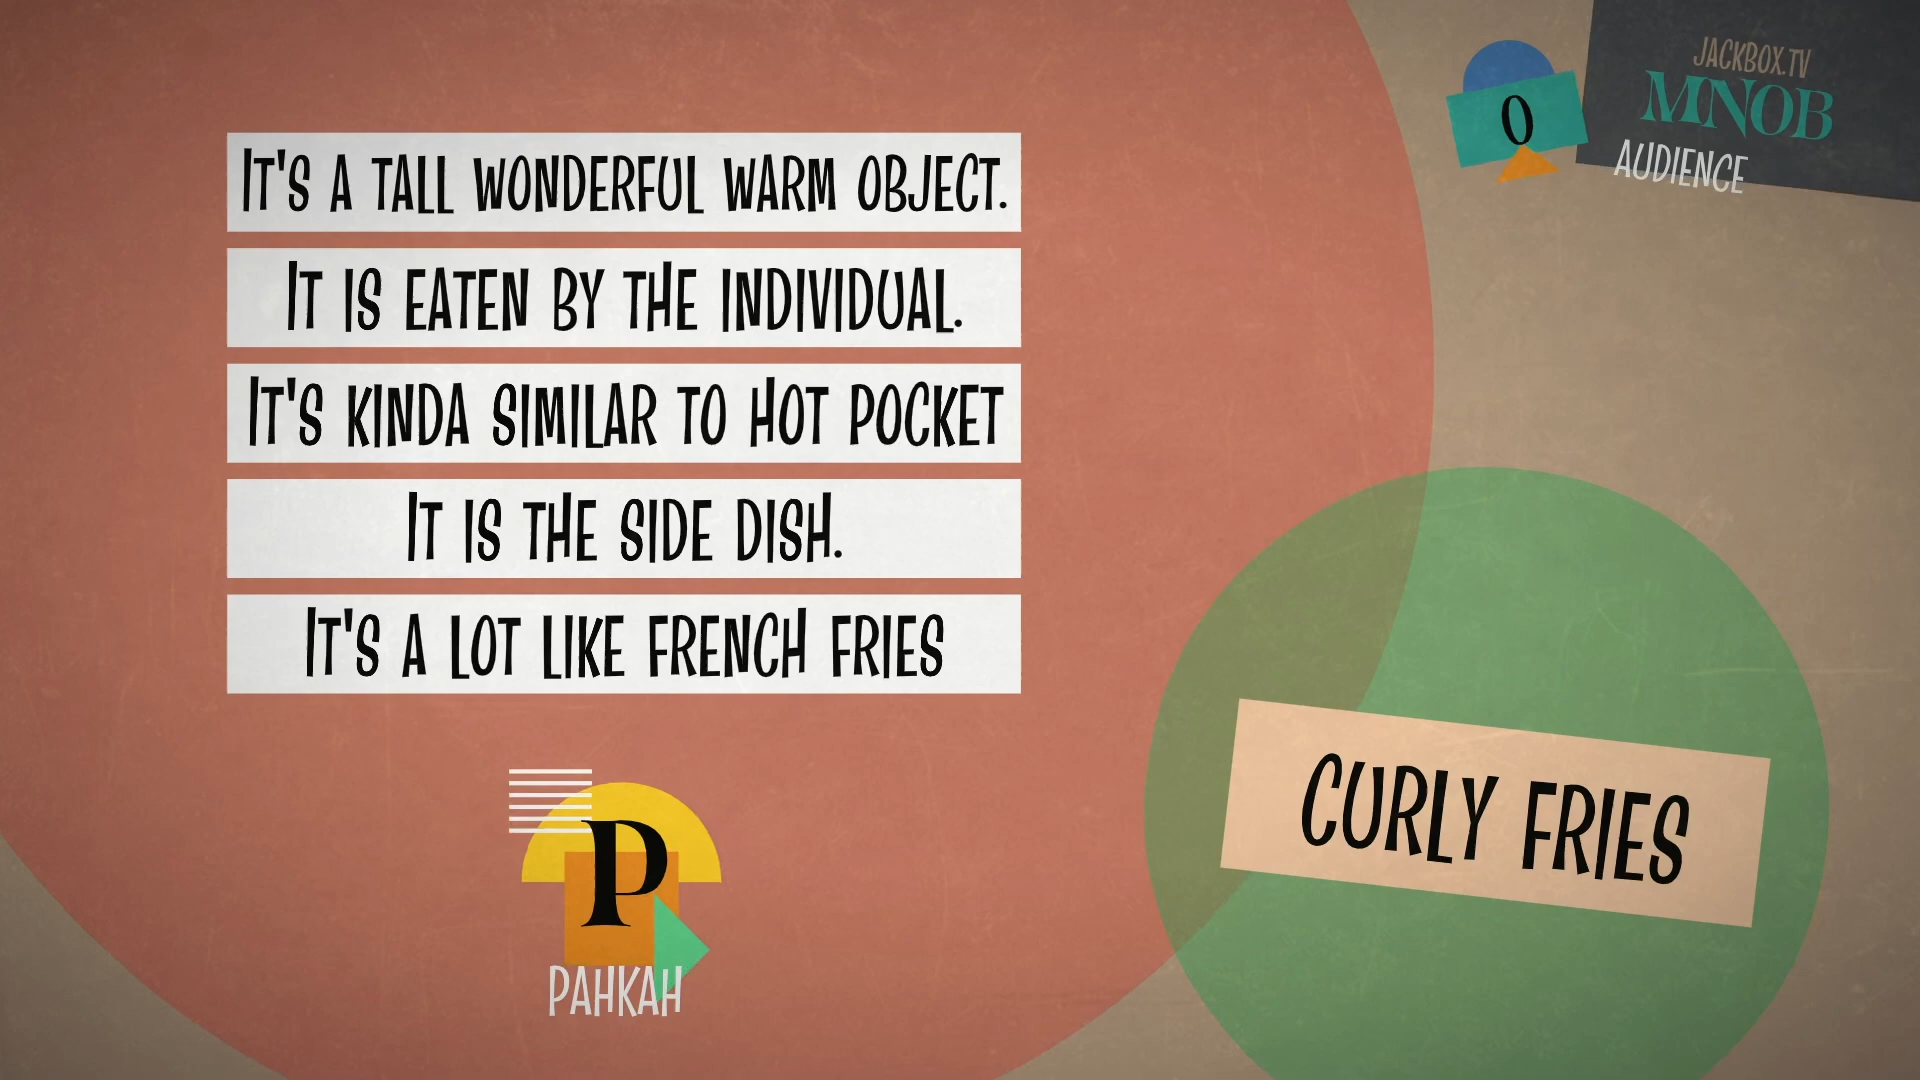 IT'S A TALL WONDERFUL WARM OBJECT.
IT IS EATEN BY THE INDIVIDUAL.
IT'S KINDA SIMILAR TO HOT POCKET
IT IS THE SIDE DISH.
IT'S A LOT LIKE FRENCH FRIES
P
PAHKAH
0
JACKBOX.TV
MNOB
AUDIENCE
CURLY FRIES